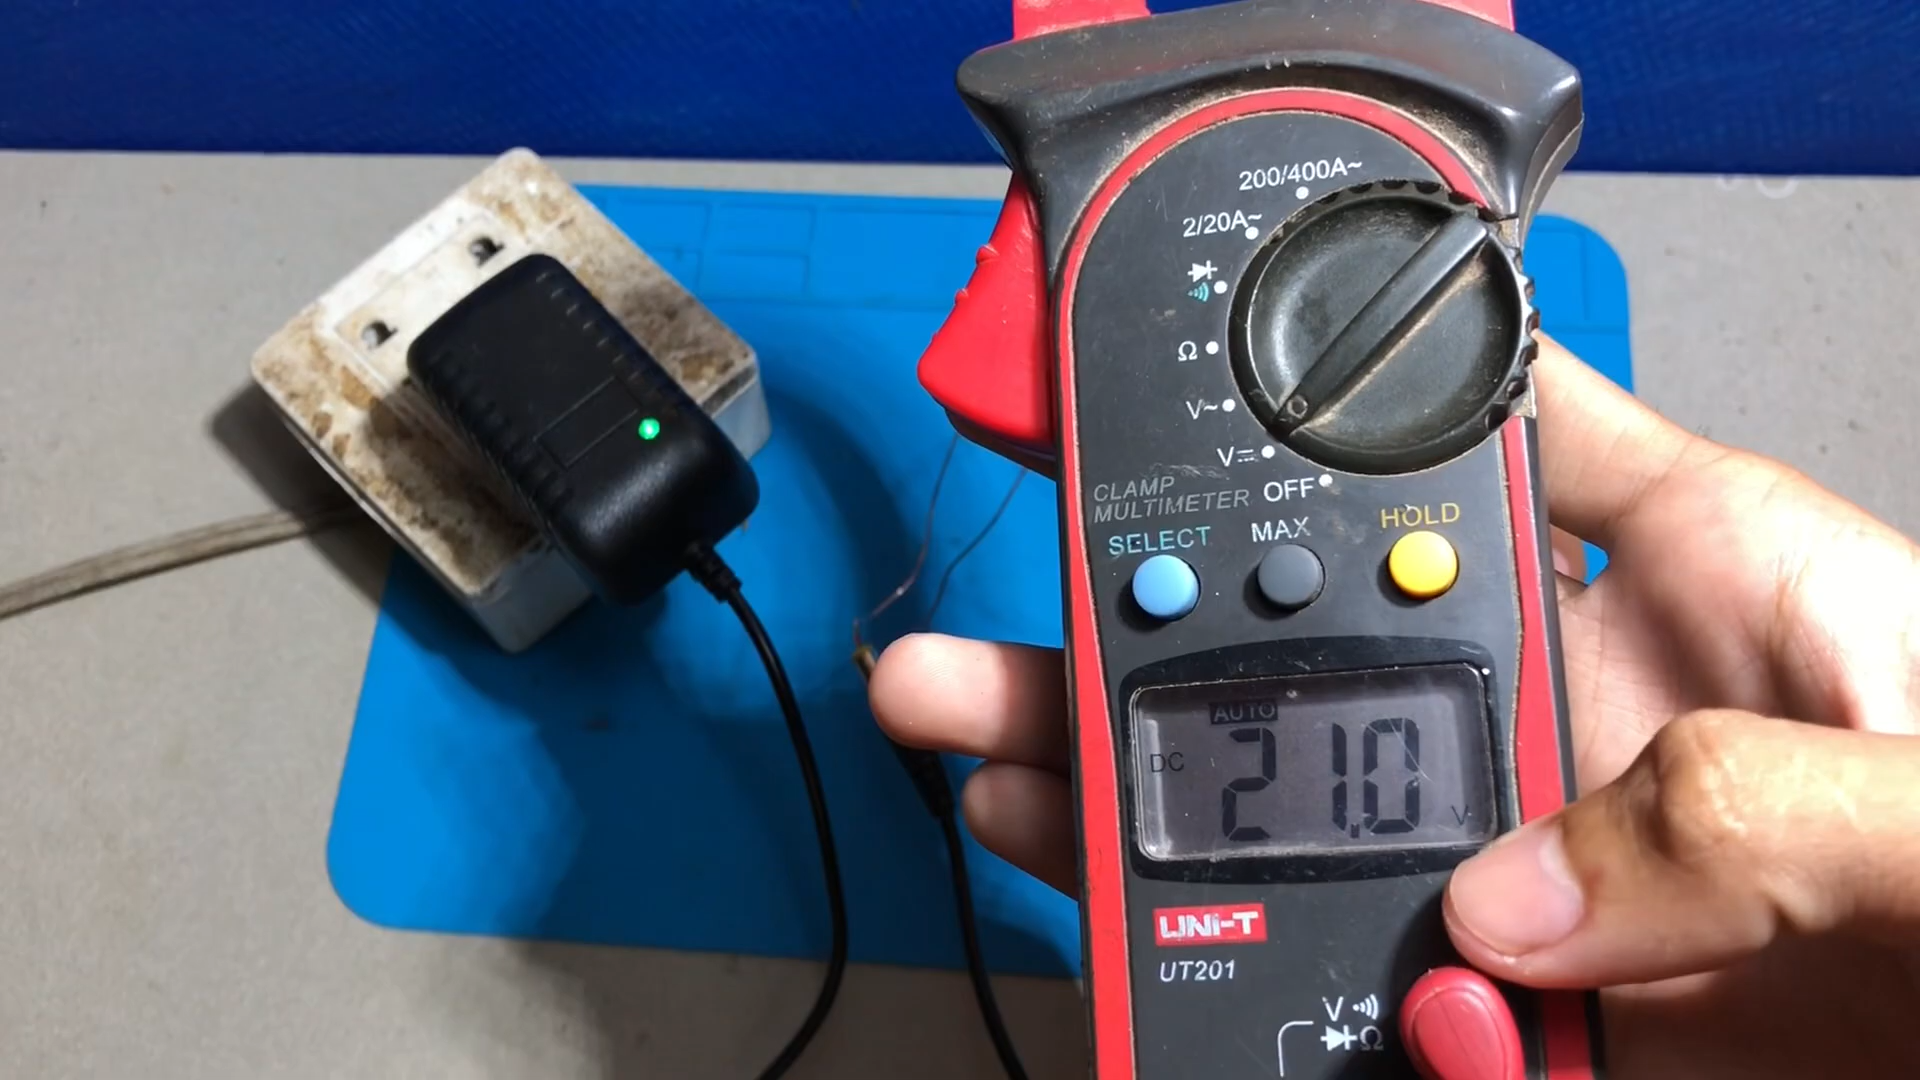 200/400A~
2/20A~
Ω
V~
V⎓
OFF
CLAMP
MULTIMETER
SELECT
MAX
HOLD
AUTO
DC
21.0
V
UNI-T
UT201
V
Ω